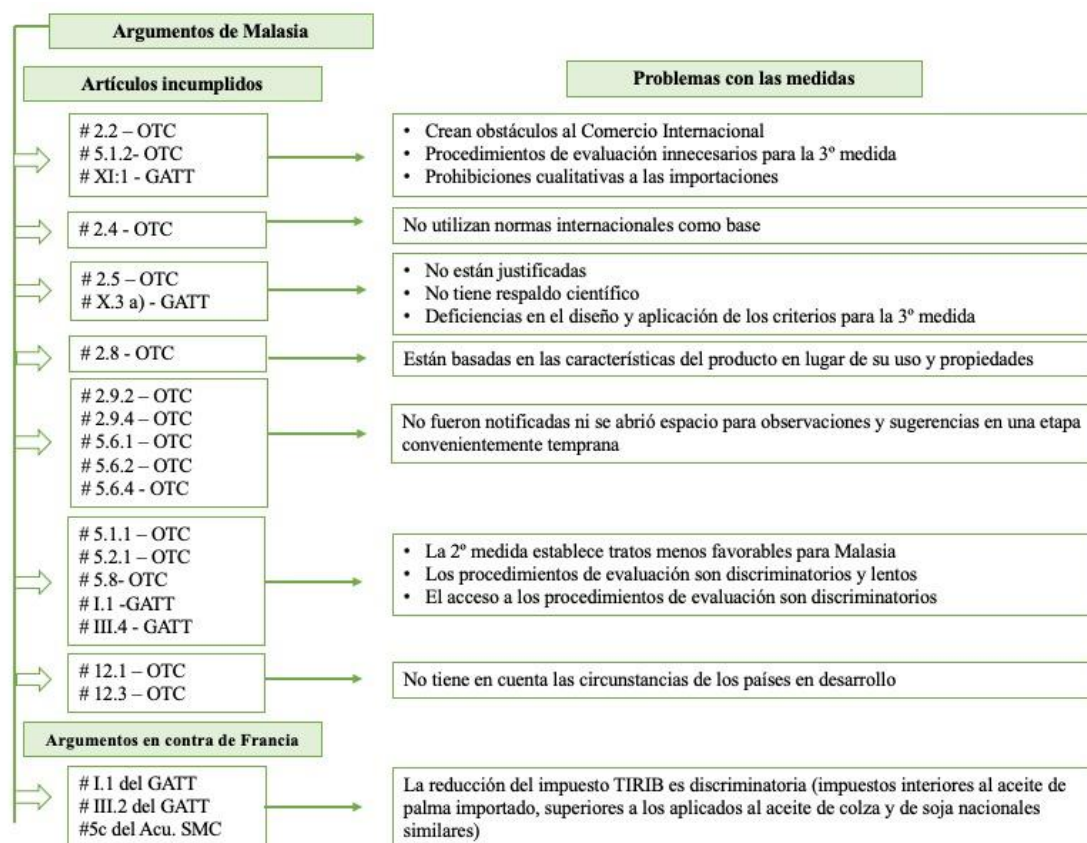 Argumentos de Malasia
Artículos incumplidos
Problemas con las medidas
# 2.2 – OTC
# 5.1.2- OTC
# XI:1 - GATT
• Crean obstáculos al Comercio Internacional
• Procedimientos de evaluación innecesarios para la 3º medida
• Prohibiciones cualitativas a las importaciones
# 2.4 - OTC
No utilizan normas internacionales como base
# 2.5 – OTC
# X.3 a) - GATT
• No están justificadas
• No tiene respaldo científico
• Deficiencias en el diseño y aplicación de los criterios para la 3º medida
# 2.8 - OTC
Están basadas en las características del producto en lugar de su uso y propiedades
# 2.9.2 – OTC
# 2.9.4 – OTC
# 5.6.1 – OTC
# 5.6.2 – OTC
# 5.6.4 - OTC
No fueron notificadas ni se abrió espacio para observaciones y sugerencias en una etapa
convenientemente temprana
# 5.1.1 – OTC
# 5.2.1 – OTC
# 5.8- OTC
# I.1 -GATT
# III.4 - GATT
• La 2º medida establece tratos menos favorables para Malasia
• Los procedimientos de evaluación son discriminatorios y lentos
• El acceso a los procedimientos de evaluación son discriminatorios
# 12.1 – OTC
# 12.3 – OTC
No tiene en cuenta las circunstancias de los países en desarrollo
Argumentos en contra de Francia
# I.1 del GATT
# III.2 del GATT
#5c del Acu. SMC
La reducción del impuesto TIRIB es discriminatoria (impuestos interiores al aceite de
palma importado, superiores a los aplicados al aceite de colza y de soja nacionales
similares)